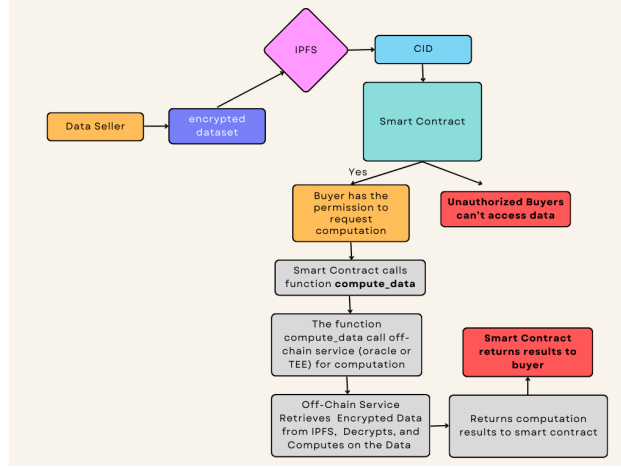 IPFS
CID
Data Seller
encrypted
dataset
Smart Contract
Yes
Buyer has the
permission to
request
computation
Unauthorized Buyers
can't access data
Smart Contract calls
function compute_data
The function
compute_data call off-
chain service (oracle or
TEE) for computation
Smart Contract
returns results to
buyer
Off-Chain Service
Retrieves Encrypted Data
from IPFS, Decrypts, and
Computes on the Data
Returns computation
results to smart contract